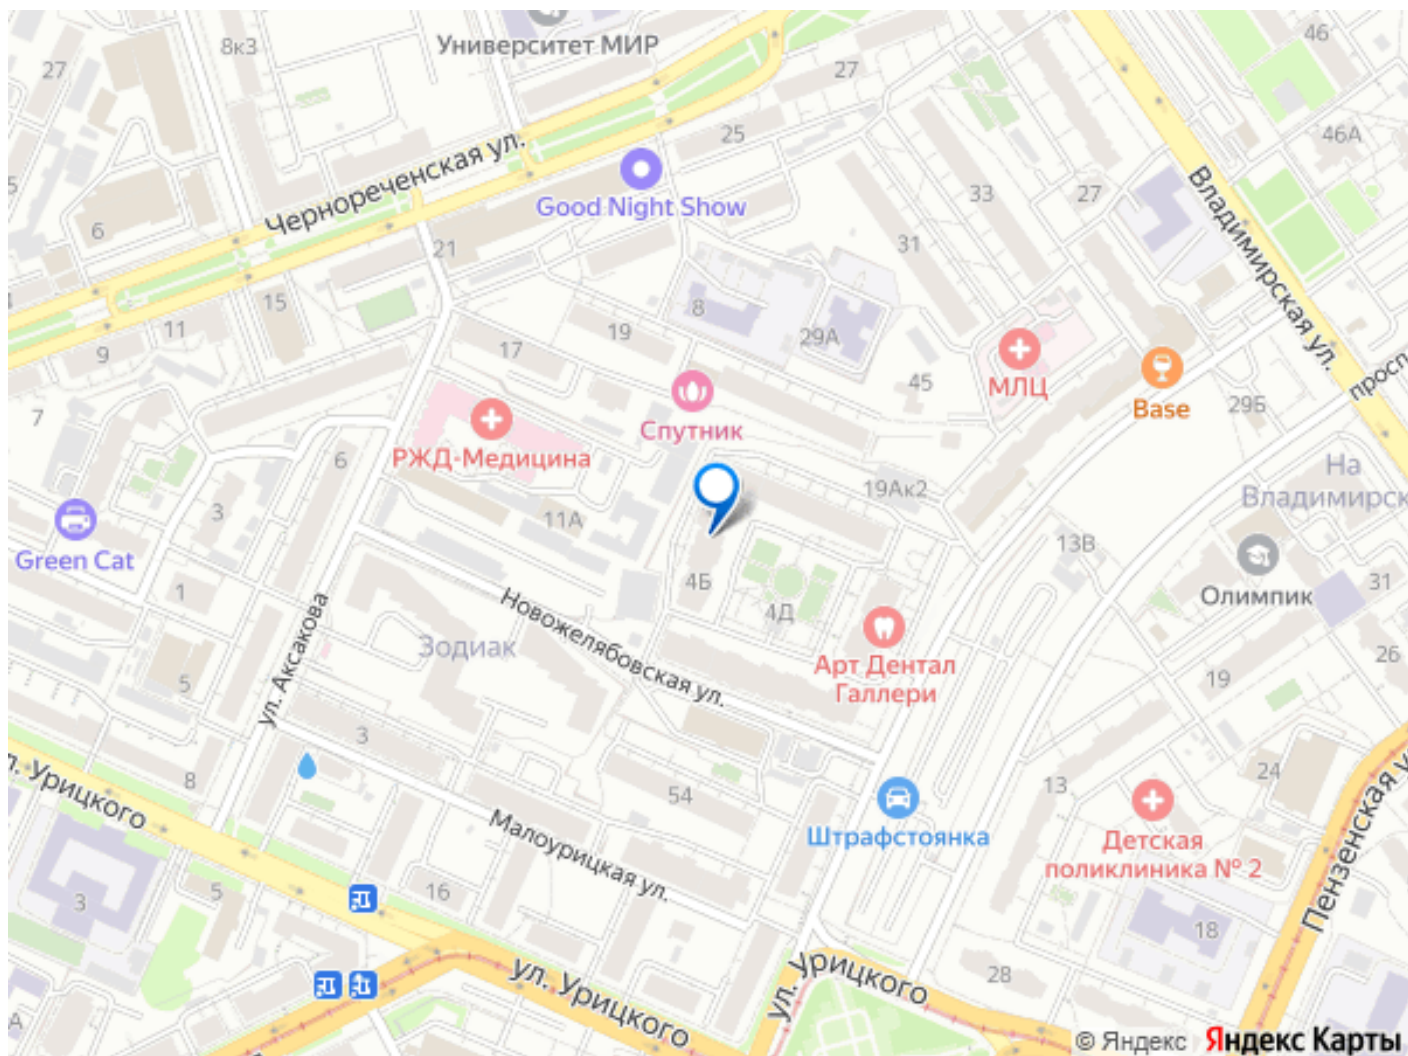 Университет МИР
8к3
46
27
27
46А
25
Чернореченская ул.
Good Night Show
33
27
Владимирская ул.
5
6
21
31
15
8
11
19
29А
9
17
45
МЛЦ
Base
просп
7
29Б
Спутник
РЖД-Медицина
6
На
Владимирск
19Ак2
3
11А
Green Cat
13В
Олимпик
31
1
4Б
4Д
Новожелябовская ул.
ул. Аксакова
Зодиак
Арт Дентал
Галлери
26
5
19
3
8
54
13
24
л. Урицкого
Штрафстоянка
Малоурицкая ул.
Детская
поликлиника № 2
Пензенская у
3
5
16
18
ул. Урицкого
ул. Урицкого
28
А
© Яндекс Яндекс Карты